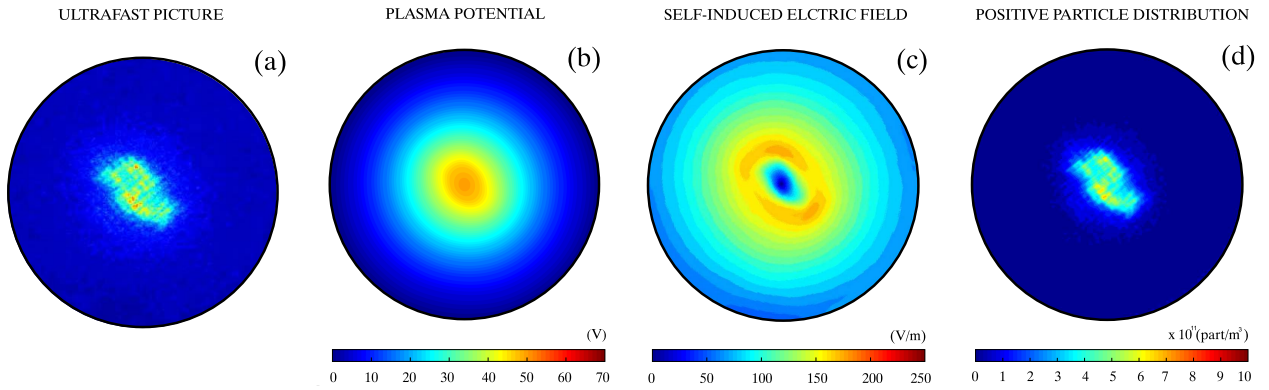 ULTRAFAST PICTURE
PLASMA POTENTIAL
SELF-INDUCED ELCTRIC FIELD
POSITIVE PARTICLE DISTRIBUTION
(a)
(b)
(c)
(d)
(V)
(V/m)
x 10¹¹(part/m³)
0 10 20 30 40 50 60 70
0 50 100 150 200 250
0 1 2 3 4 5 6 7 8 9 10